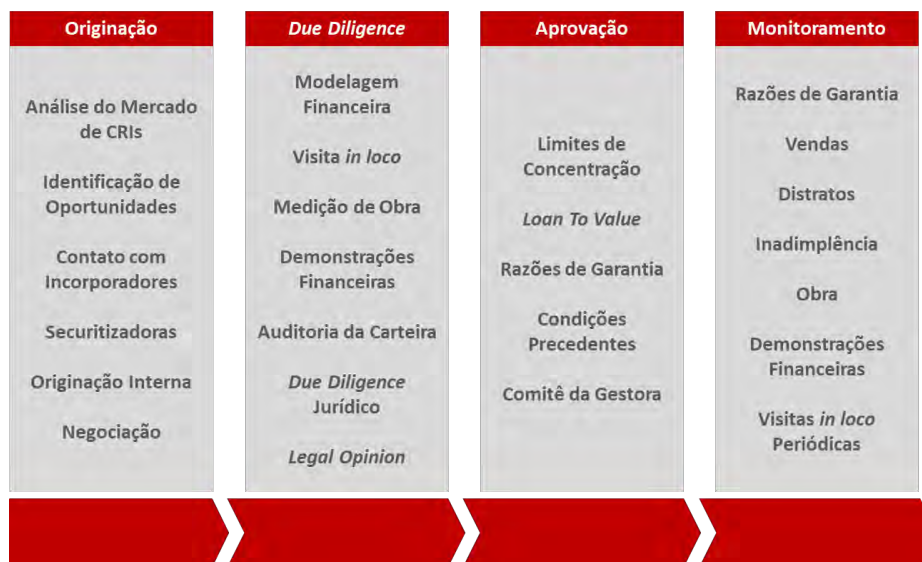 Originação
Análise do Mercado
de CRIs
Identificação de
Oportunidades
Contato com
Incorporadores
Securitizadoras
Originação Interna
Negociação
Due Diligence
Modelagem
Financeira
Visita in loco
Medição de Obra
Demonstrações
Financeiras
Auditoria da Carteira
Due Diligence
Jurídico
Legal Opinion
Aprovação
Limites de
Concentração
Loan To Value
Razões de Garantia
Condições
Precedentes
Comitê da Gestora
Monitoramento
Razões de Garantia
Vendas
Distratos
Inadimplência
Obra
Demonstrações
Financeiras
Visitas in loco
Periódicas